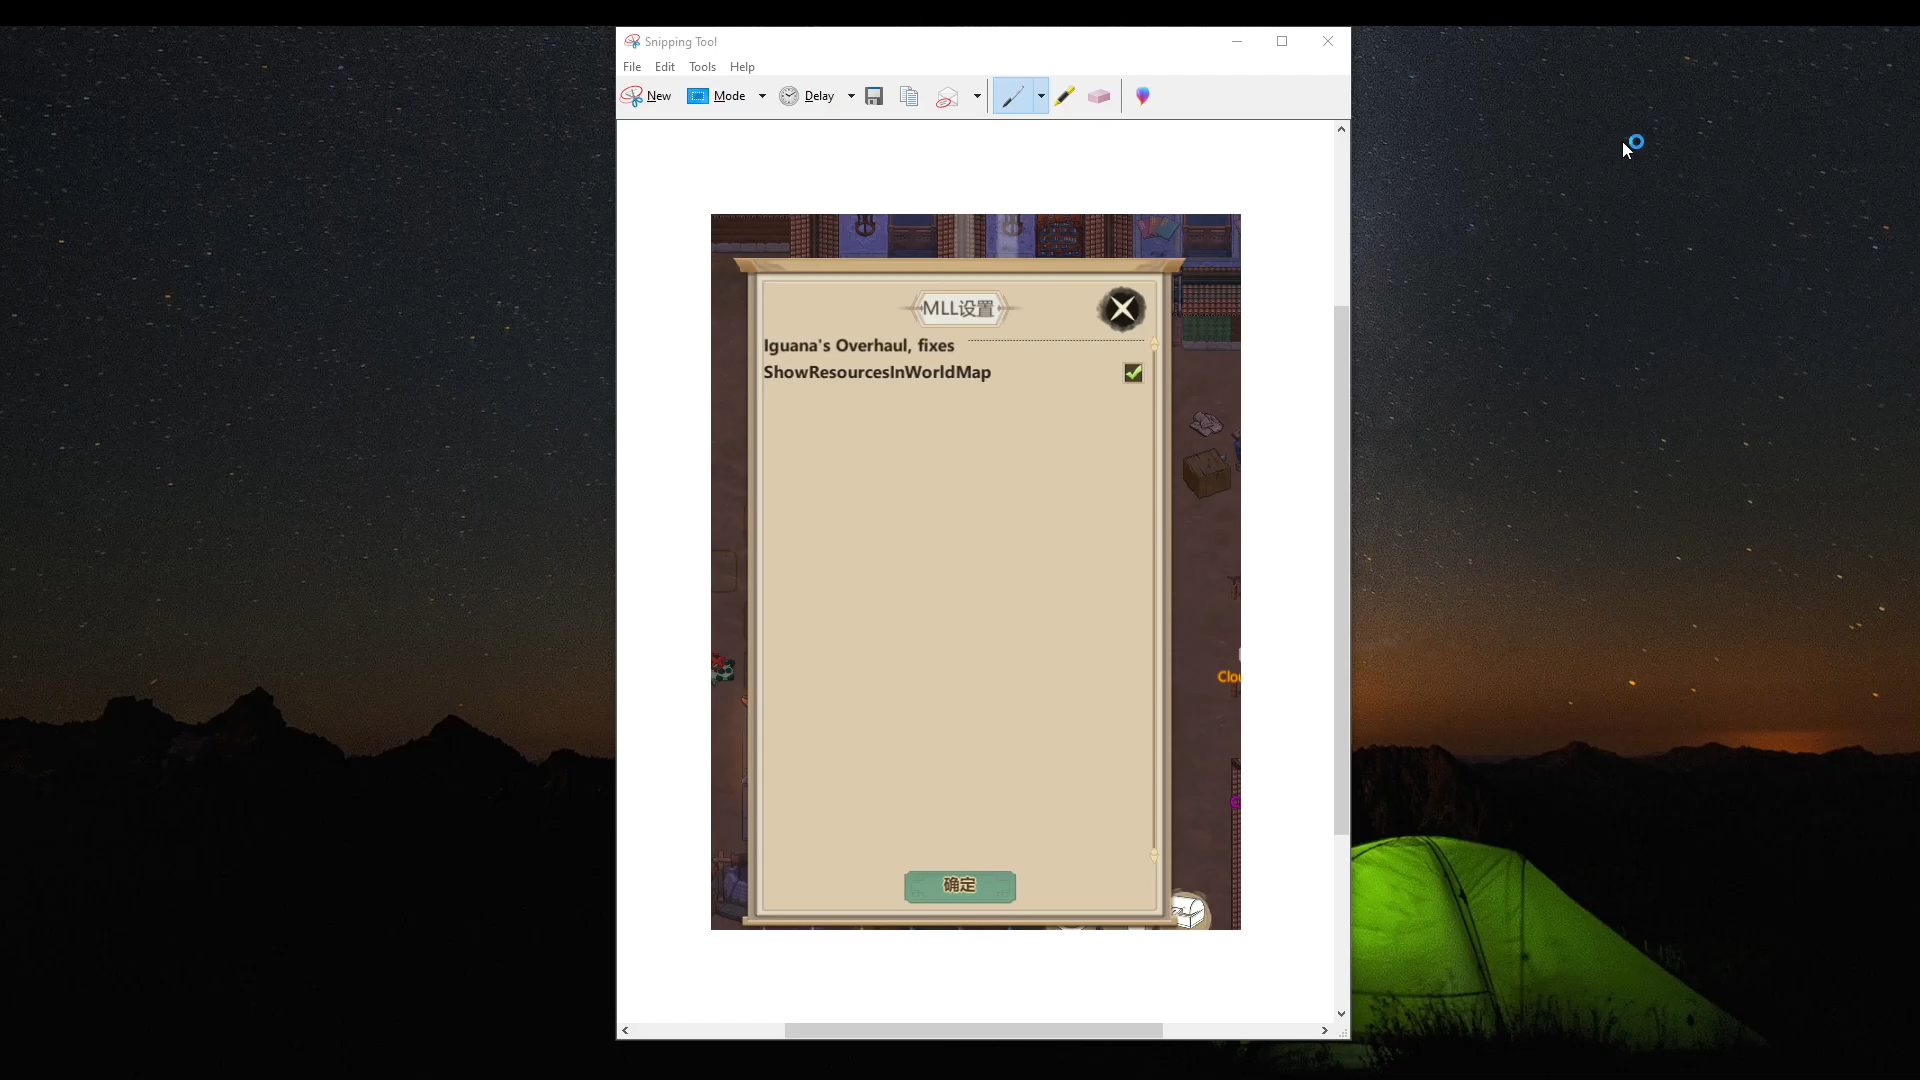 Snipping Tool
File Edit Tools Help
New Mode Delay
MLL设置
Iguana's Overhaul, fixes
ShowResourcesInWorldMap
确定